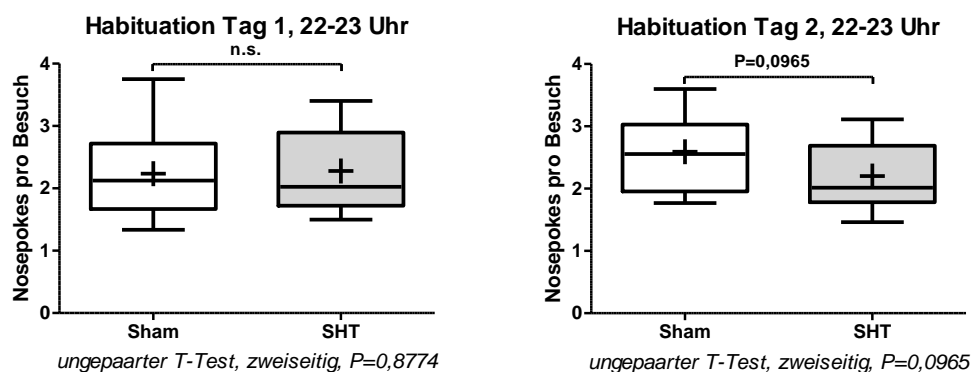 Habituation Tag 1, 22-23 Uhr
n.s.
Nosepokes pro Besuch
4
3
2
1
0
Sham
SHT
ungepaarter T-Test, zweiseitig, P=0,8774
Habituation Tag 2, 22-23 Uhr
P=0,0965
Nosepokes pro Besuch
4
3
2
1
0
Sham
SHT
ungepaarter T-Test, zweiseitig, P=0,0965